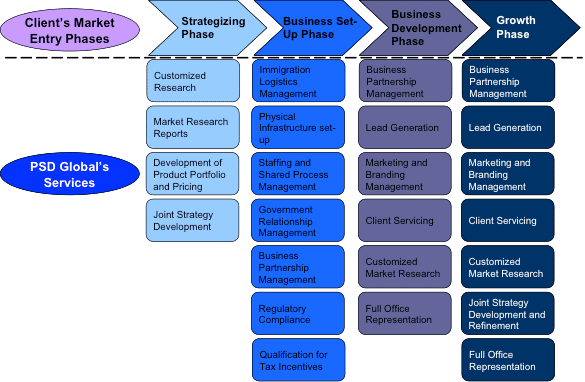 Client's Market
Entry Phases
Strategizing
Phase
Business Set-
Up Phase
Business
Development
Phase
Growth
Phase
PSD Global's
Services
Customized
Research
Market Research
Reports
Development of
Product Portfolio
and Pricing
Joint Strategy
Development
Immigration
Logistics
Management
Physical
Infrastructure set-
up
Staffing and
Shared Process
Management
Government
Relationship
Management
Business
Partnership
Management
Regulatory
Compliance
Qualification for
Tax Incentives
Business
Partnership
Management
Lead Generation
Marketing and
Branding
Management
Client Servicing
Customized
Market Research
Full Office
Representation
Business
Partnership
Management
Lead Generation
Marketing and
Branding
Management
Client Servicing
Customized
Market Research
Joint Strategy
Development and
Refinement
Full Office
Representation